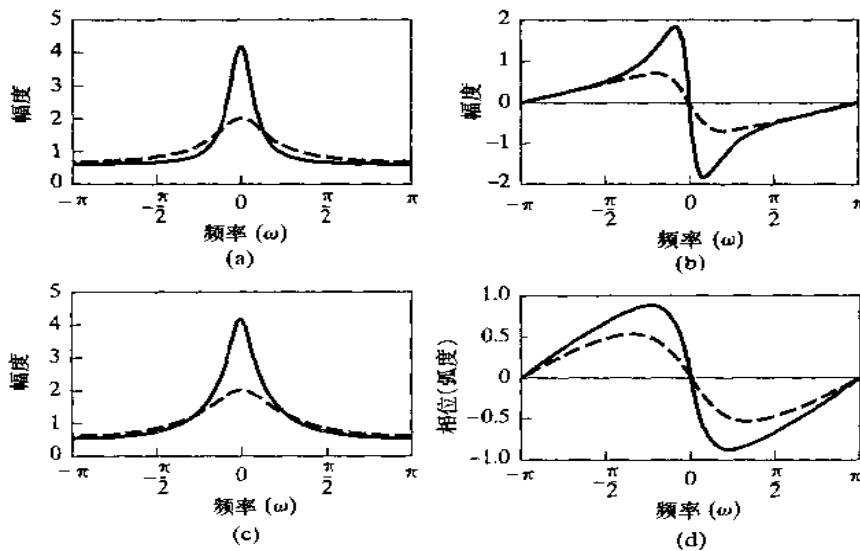 5
4
3
2
1
0
幅度
−π
−π/2
0
π/2
π
频率 (ω)
(a)
2
1
0
−1
−2
幅度
−π
−π/2
0
π/2
π
频率 (ω)
(b)
5
4
3
2
1
0
幅度
−π
−π/2
0
π/2
π
频率 (ω)
(c)
1.0
0.5
0
−0.5
−1.0
相位(弧度)
−π
−π/2
0
π/2
π
频率 (ω)
(d)